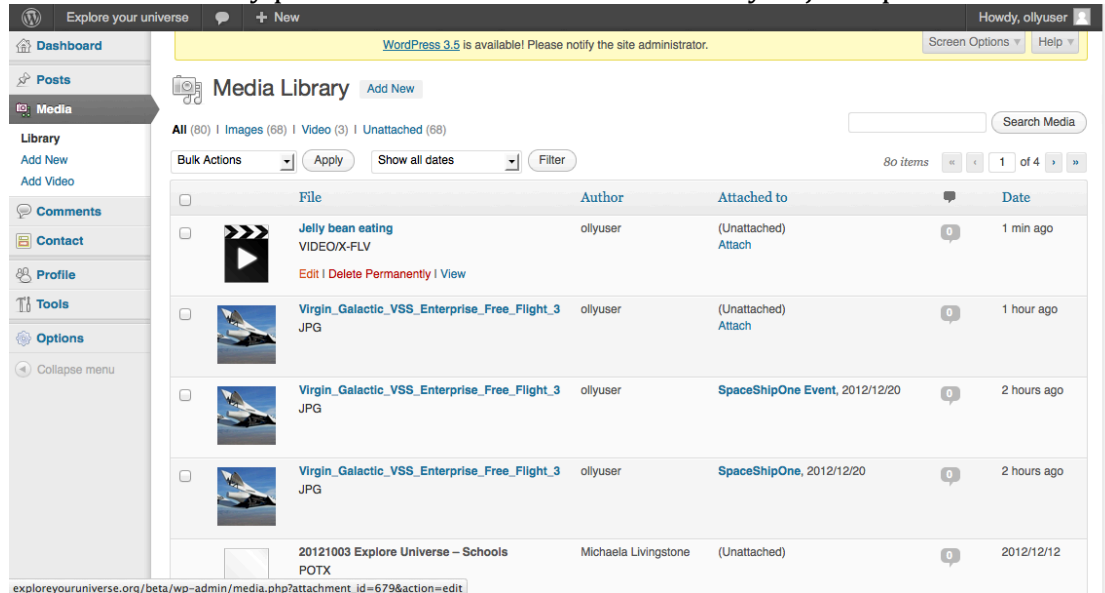 Explore your universe + New Howdy, ollyuser
Dashboard
Posts
Media
Library
Add New
Add Video
Comments
Contact
Profile
Tools
Options
Collapse menu
WordPress 3.5 is available! Please notify the site administrator.
Screen Options Help
Media Library Add New
All (80) | Images (68) | Video (3) | Unattached (68)
Search Media
Bulk Actions Apply Show all dates Filter
80 items « ‹ 1 of 4 › »
File Author Attached to Date
Jelly bean eating ollyuser (Unattached) 0 1 min ago
VIDEO/X-FLV Attach
Edit | Delete Permanently | View
Virgin_Galactic_VSS_Enterprise_Free_Flight_3 ollyuser (Unattached) 0 1 hour ago
JPG Attach
Virgin_Galactic_VSS_Enterprise_Free_Flight_3 ollyuser SpaceShipOne Event, 2012/12/20 0 2 hours ago
JPG
Virgin_Galactic_VSS_Enterprise_Free_Flight_3 ollyuser SpaceShipOne, 2012/12/20 0 2 hours ago
JPG
20121003 Explore Universe – Schools Michaela Livingstone (Unattached) 0 2012/12/12
POTX
exploreyouruniverse.org/beta/wp-admin/media.php?attachment_id=679&action=edit